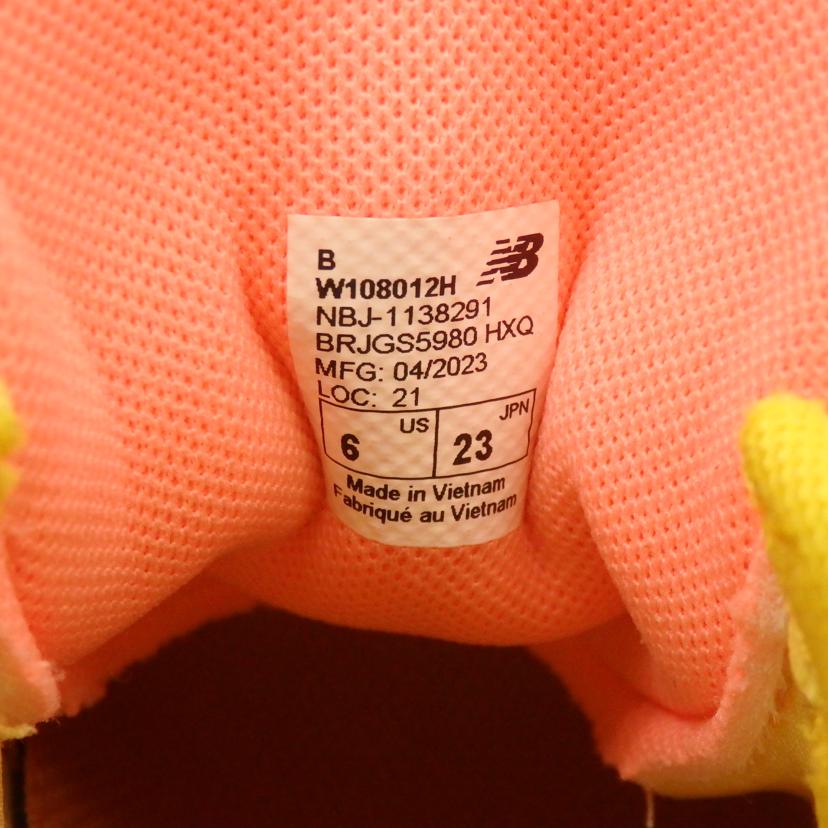 B
NB
W108012H
NBJ-1138291
BRJGS5980 HXQ
MFG: 04/2023
LOC: 21
US JPN
6 23
Made in Vietnam
Fabriqué au Vietnam